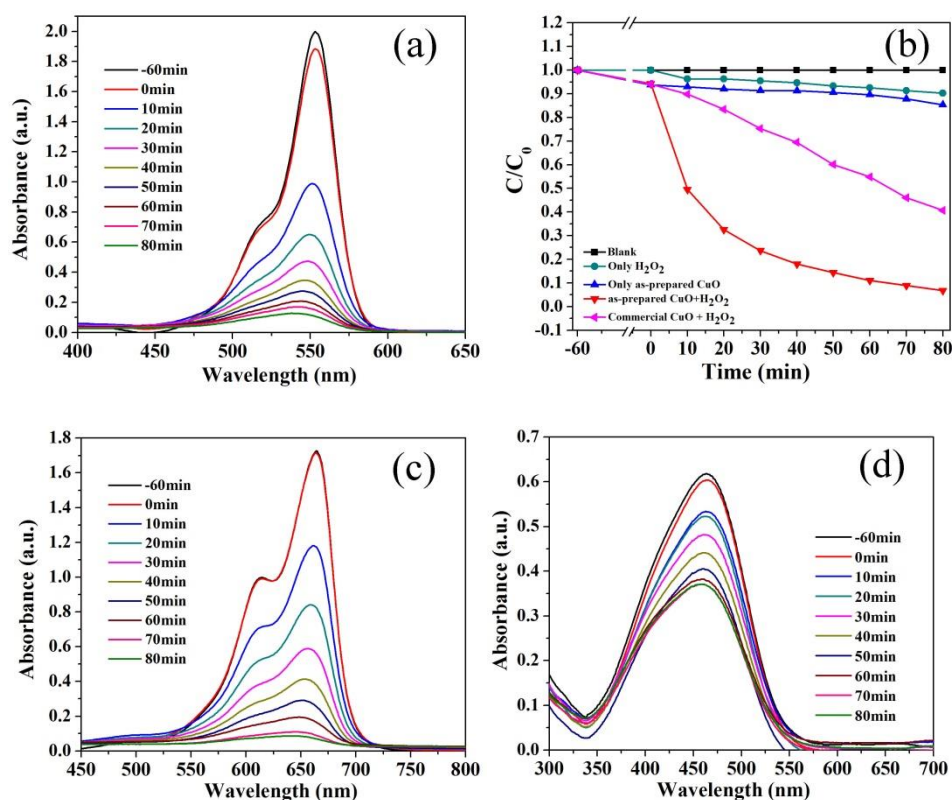 (a)
2.0
1.8
1.6
1.4
1.2
1.0
0.8
0.6
0.4
0.2
0.0
Absorbance (a.u.)
-60min
0min
10min
20min
30min
40min
50min
60min
70min
80min
400 450 500 550 600 650
Wavelength (nm)
(b)
1.2
1.1
1.0
0.9
0.8
0.7
0.6
0.5
0.4
0.3
0.2
0.1
0.0
-0.1
C/C0
Blank
Only H2O2
Only as-prepared CuO
as-prepared CuO+H2O2
Commercial CuO + H2O2
-60 0 10 20 30 40 50 60 70 80
Time (min)
(c)
1.8
1.6
1.4
1.2
1.0
0.8
0.6
0.4
0.2
0.0
Absorbance (a.u.)
-60min
0min
10min
20min
30min
40min
50min
60min
70min
80min
450 500 550 600 650 700 750 800
Wavelength (nm)
(d)
0.7
0.6
0.5
0.4
0.3
0.2
0.1
0.0
Absorbance (a.u.)
-60min
0min
10min
20min
30min
40min
50min
60min
70min
80min
300 350 400 450 500 550 600 650 700
Wavelength (nm)